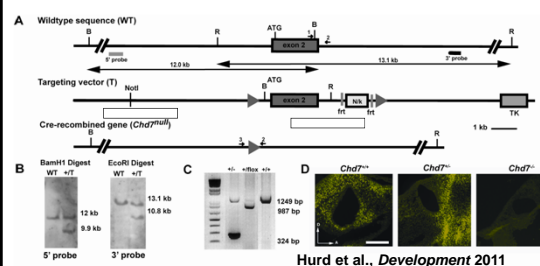 A
Wildtype sequence (WT)
B R ATG B R
1 2
exon 2
5' probe 3' probe
12.0 kb 13.1 kb
Targeting vector (T)
NotI B ATG R
exon 2 N/k TK
frt frt
1 kb
Cre-recombined gene (Chd7null)
B 3 2 R
B C D
BamH1 Digest EcoRI Digest
WT +/T WT +/T
12 kb 13.1 kb
9.9 kb 10.8 kb
5' probe 3' probe
+/- +/flox +/+
1249 bp
987 bp
324 bp
Chd7+/+ Chd7+/- Chd7-/-
Hurd et al., Development 2011